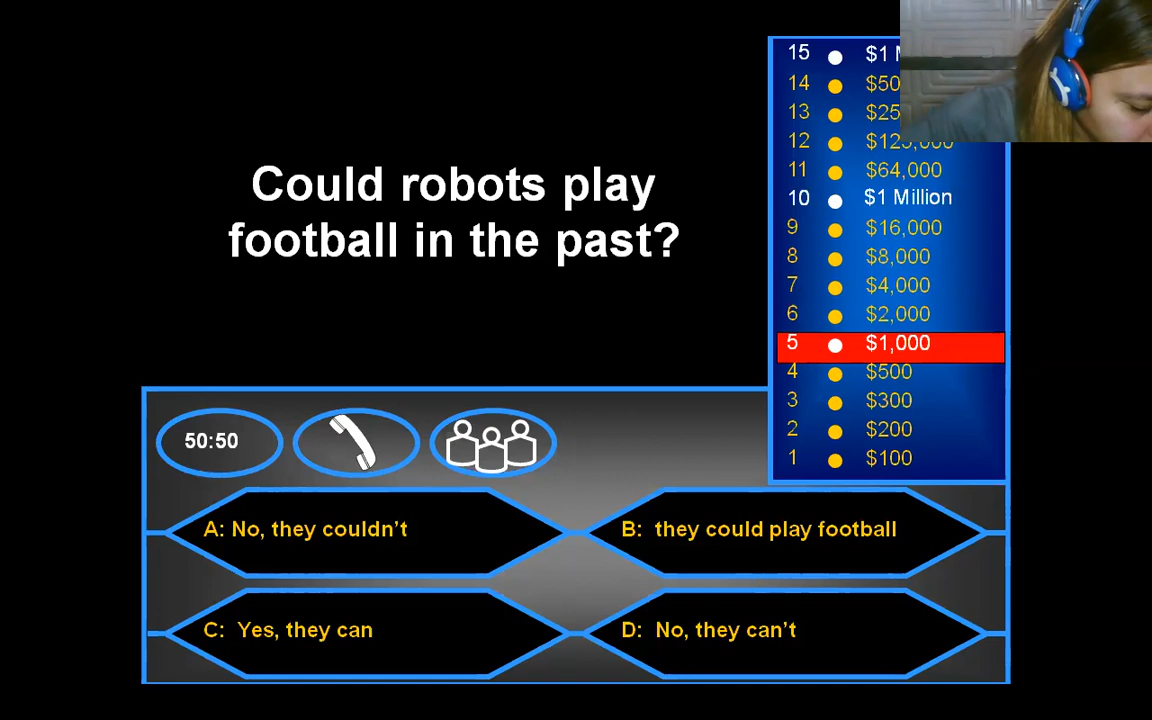 Could robots play
football in the past?
15 $1
14 $50
13 $25
12 $125,000
11 $64,000
10 $1 Million
9 $16,000
8 $8,000
7 $4,000
6 $2,000
5 $1,000
4 $500
3 $300
2 $200
1 $100
50:50
A: No, they couldn’t
B: they could play football
C: Yes, they can
D: No, they can’t